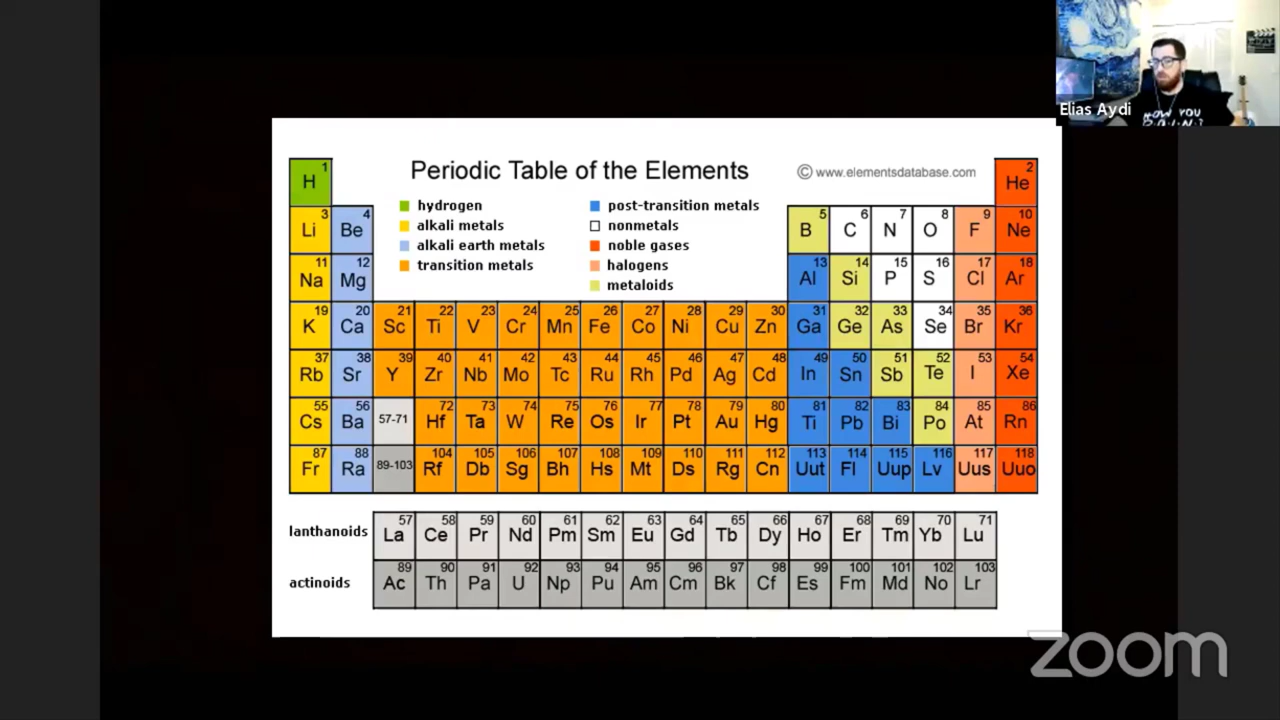 Elias Aydi
HOW YOU
Periodic Table of the Elements
© www.elementsdatabase.com
hydrogen
alkali metals
alkali earth metals
transition metals
post-transition metals
nonmetals
noble gases
halogens
metaloids
1 H 2 He
3 Li 4 Be 5 B 6 C 7 N 8 O 9 F 10 Ne
11 Na 12 Mg 13 Al 14 Si 15 P 16 S 17 Cl 18 Ar
19 K 20 Ca 21 Sc 22 Ti 23 V 24 Cr 25 Mn 26 Fe 27 Co 28 Ni 29 Cu 30 Zn 31 Ga 32 Ge 33 As 34 Se 35 Br 36 Kr
37 Rb 38 Sr 39 Y 40 Zr 41 Nb 42 Mo 43 Tc 44 Ru 45 Rh 46 Pd 47 Ag 48 Cd 49 In 50 Sn 51 Sb 52 Te 53 I 54 Xe
55 Cs 56 Ba 57-71 72 Hf 73 Ta 74 W 75 Re 76 Os 77 Ir 78 Pt 79 Au 80 Hg 81 Ti 82 Pb 83 Bi 84 Po 85 At 86 Rn
87 Fr 88 Ra 89-103 104 Rf 105 Db 106 Sg 107 Bh 108 Hs 109 Mt 110 Ds 111 Rg 112 Cn 113 Uut 114 Fl 115 Uup 116 Lv 117 Uus 118 Uuo
lanthanoids 57 La 58 Ce 59 Pr 60 Nd 61 Pm 62 Sm 63 Eu 64 Gd 65 Tb 66 Dy 67 Ho 68 Er 69 Tm 70 Yb 71 Lu
actinoids 89 Ac 90 Th 91 Pa 92 U 93 Np 94 Pu 95 Am 96 Cm 97 Bk 98 Cf 99 Es 100 Fm 101 Md 102 No 103 Lr
zoom